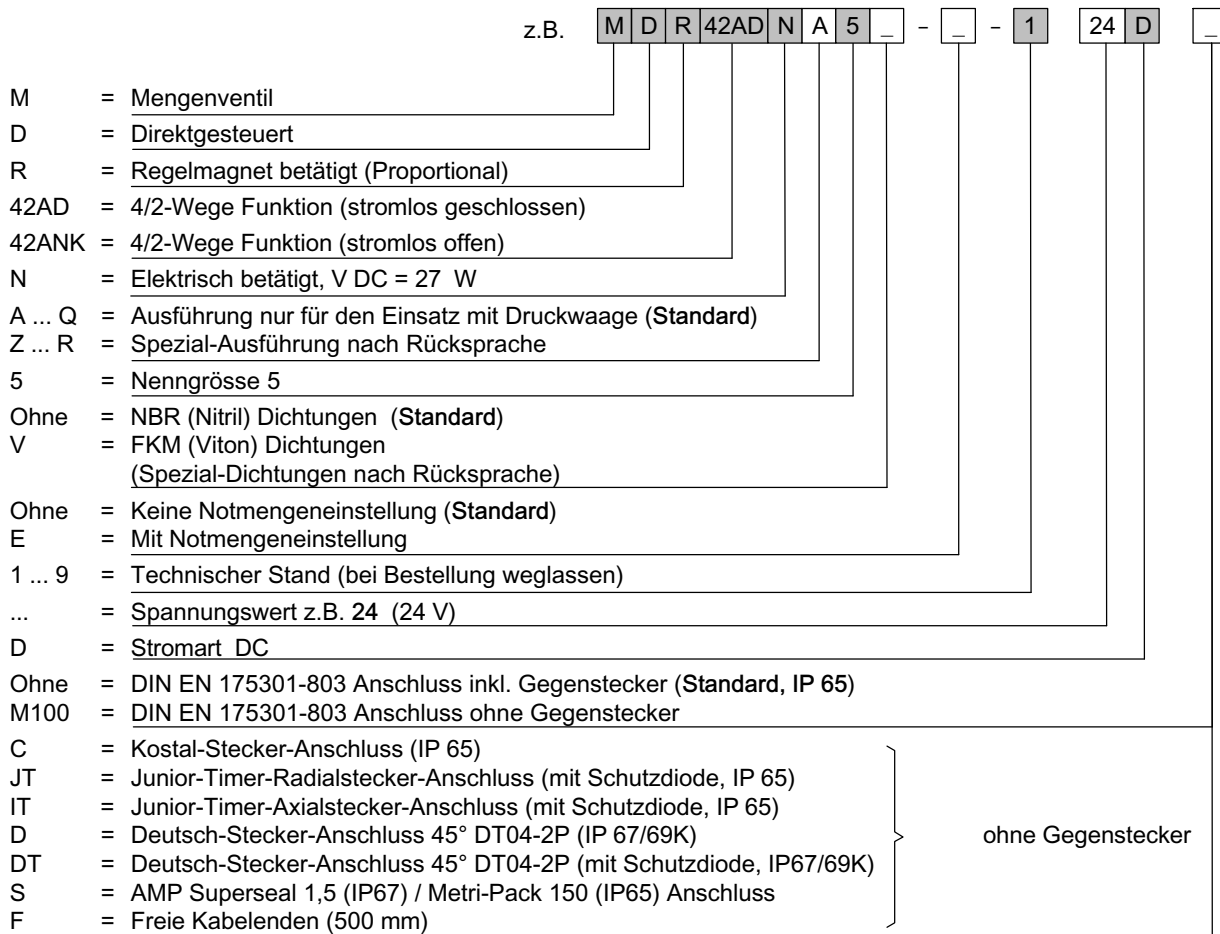 z.B. M D R 42AD N A 5 _ – _ – 1 24 D _
M = Mengenventil
D = Direktgesteuert
R = Regelmagnet betätigt (Proportional)
42AD = 4/2-Wege Funktion (stromlos geschlossen)
42ANK = 4/2-Wege Funktion (stromlos offen)
N = Elektrisch betätigt, V DC = 27 W
A ... Q = Ausführung nur für den Einsatz mit Druckwaage (Standard)
Z ... R = Spezial-Ausführung nach Rücksprache
5 = Nenngrösse 5
Ohne = NBR (Nitril) Dichtungen (Standard)
V = FKM (Viton) Dichtungen
(Spezial-Dichtungen nach Rücksprache)
Ohne = Keine Notmengeneinstellung (Standard)
E = Mit Notmengeneinstellung
1 ... 9 = Technischer Stand (bei Bestellung weglassen)
... = Spannungswert z.B. 24 (24 V)
D = Stromart DC
Ohne = DIN EN 175301-803 Anschluss inkl. Gegenstecker (Standard, IP 65)
M100 = DIN EN 175301-803 Anschluss ohne Gegenstecker
C = Kostal-Stecker-Anschluss (IP 65)
JT = Junior-Timer-Radialstecker-Anschluss (mit Schutzdiode, IP 65)
IT = Junior-Timer-Axialstecker-Anschluss (mit Schutzdiode, IP 65)
D = Deutsch-Stecker-Anschluss 45° DT04-2P (IP 67/69K) ohne Gegenstecker
DT = Deutsch-Stecker-Anschluss 45° DT04-2P (mit Schutzdiode, IP67/69K)
S = AMP Superseal 1,5 (IP67) / Metri-Pack 150 (IP65) Anschluss
F = Freie Kabelenden (500 mm)